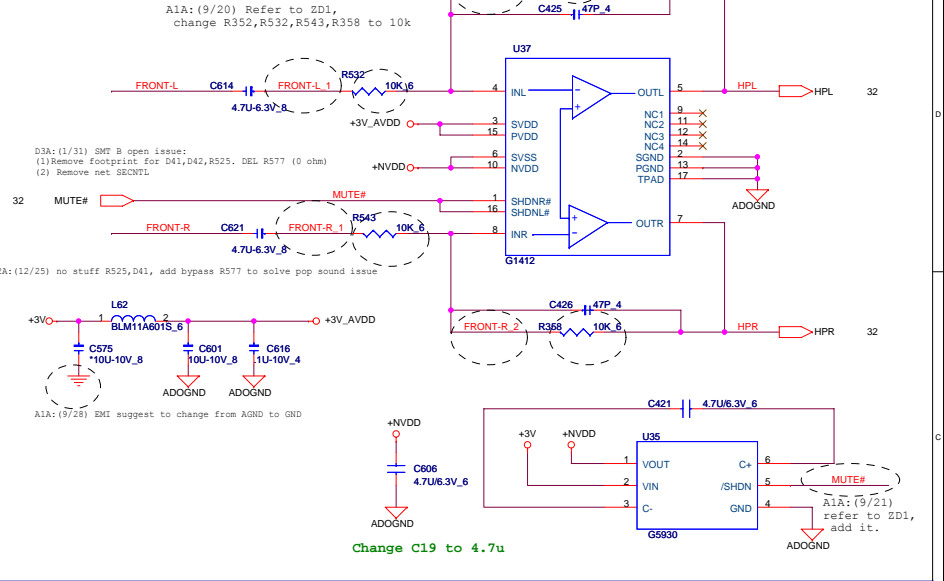 A1A:(9/20) Refer to ZD1,
change R352,R532,R543,R358 to 10k
C425 47P_4
U37
FRONT-L C614 FRONT-L_1 R532 10K_6
4.7U-6.3V_8
4 INL OUTL 5 HPL HPL 32
+3V_AVDD
3 SVDD
15 PVDD
NC1 9
NC2 11
NC3 12
NC4 14
D
D3A:(1/31) SMT B open issue:
(1)Remove footprint for D41,D42,R525. DEL R577 (0 ohm)
(2) Remove net SECNTL
+NVDD
6 SVSS
10 NVDD
SGND 2
PGND 13
TPAD 17
ADOGND
32 MUTE# MUTE#
1 SHDNR#
16 SHDNL#
FRONT-R C621 FRONT-R_1 R543 10K_6
4.7U-6.3V_8
8 INR OUTR 7
G1412
A:(12/25) no stuff R525,D41, add bypass R577 to solve pop sound issue
C426 47P_4
FRONT-R_2 R358 10K_6 HPR HPR 32
L62
+3V 1 2 +3V_AVDD
BLM11A601S_6
C575 C601 C616
*10U-10V_8 10U-10V_8 .1U-10V_4
ADOGND ADOGND
A1A:(9/28) EMI suggest to change from AGND to GND
C421 4.7U/6.3V_6
+NVDD
C606
4.7U/6.3V_6
ADOGND
+3V +NVDD
U35
1 VOUT C+ 6
2 VIN /SHDN 5 MUTE#
3 C- GND 4
G5930
ADOGND
A1A:(9/21)
refer to ZD1,
add it.
C
Change C19 to 4.7u